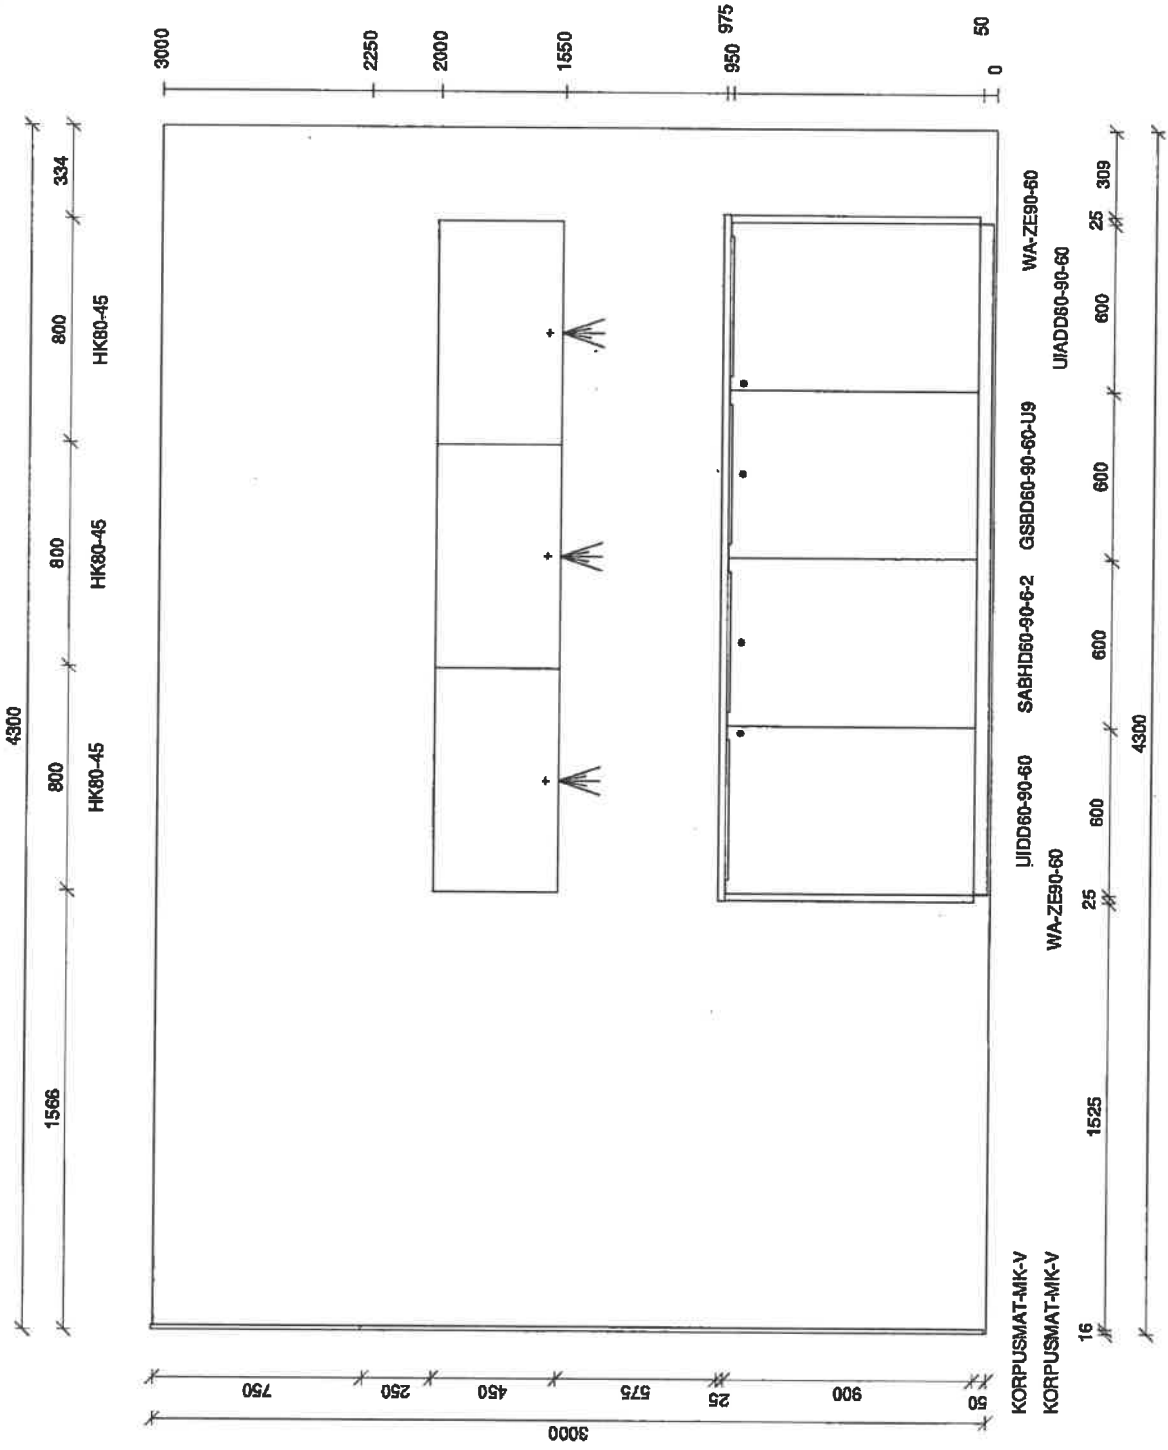 4300
1566 800 800 800 334
HK80-45 HK80-45 HK80-45
3000
2250
2000
1550
975
950
50
0
3000
750
250
450
575
25
900
50
KORPUSMAT-MK-V WA-ZE90-60
KORPUSMAT-MK-V
UIDD60-90-60 SABHD60-90-6-2 GSBD60-90-60-U9 UIADD60-90-60
WA-ZE90-60
16 1525 25 600 600 600 600 25 309
4300